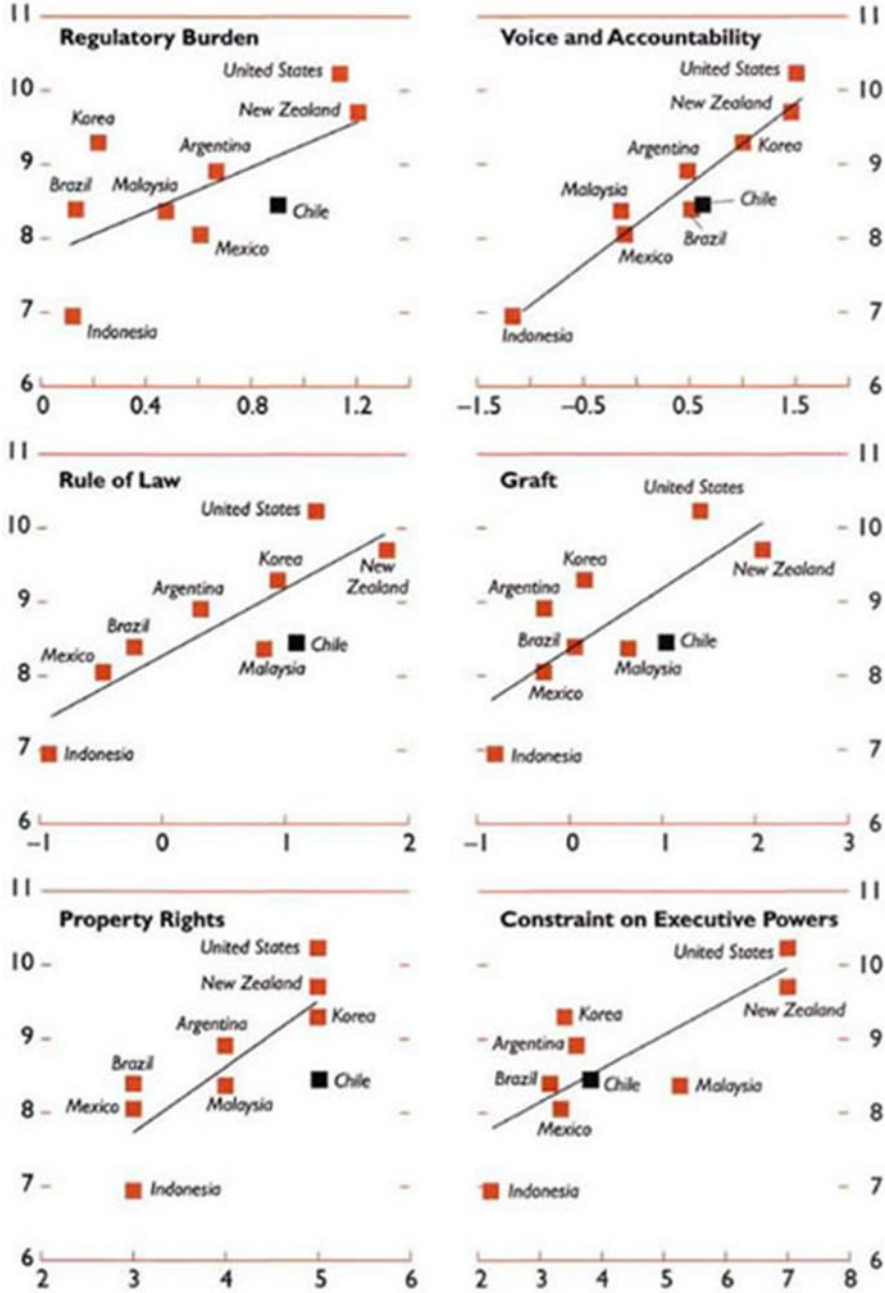 11
Regulatory Burden
United States
10
New Zealand
Korea
Argentina
9
Brazil
Malaysia
Chile
8
Mexico
7
Indonesia
6
0 0.4 0.8 1.2
11
Voice and Accountability
United States
10
New Zealand
Korea
Argentina
9
Malaysia
Chile
Brazil
8
Mexico
7
Indonesia
6
−1.5 −0.5 0.5 1.5
11
Rule of Law
United States
10
Korea
New
Zealand
Argentina
9
Brazil
Chile
Mexico
Malaysia
8
7
Indonesia
6
−1 0 1 2
11
Graft
United States
10
Korea
New Zealand
Argentina
9
Brazil
Chile
Malaysia
8
Mexico
7
Indonesia
6
−1 0 1 2 3
11
Property Rights
United States
10
New Zealand
Korea
Argentina
9
Brazil
Chile
Mexico
Malaysia
8
7
Indonesia
6
2 3 4 5 6
11
Constraint on Executive Powers
United States
10
New Zealand
Korea
Argentina
9
Brazil
Chile
Malaysia
8
Mexico
7
Indonesia
6
2 3 4 5 6 7 8